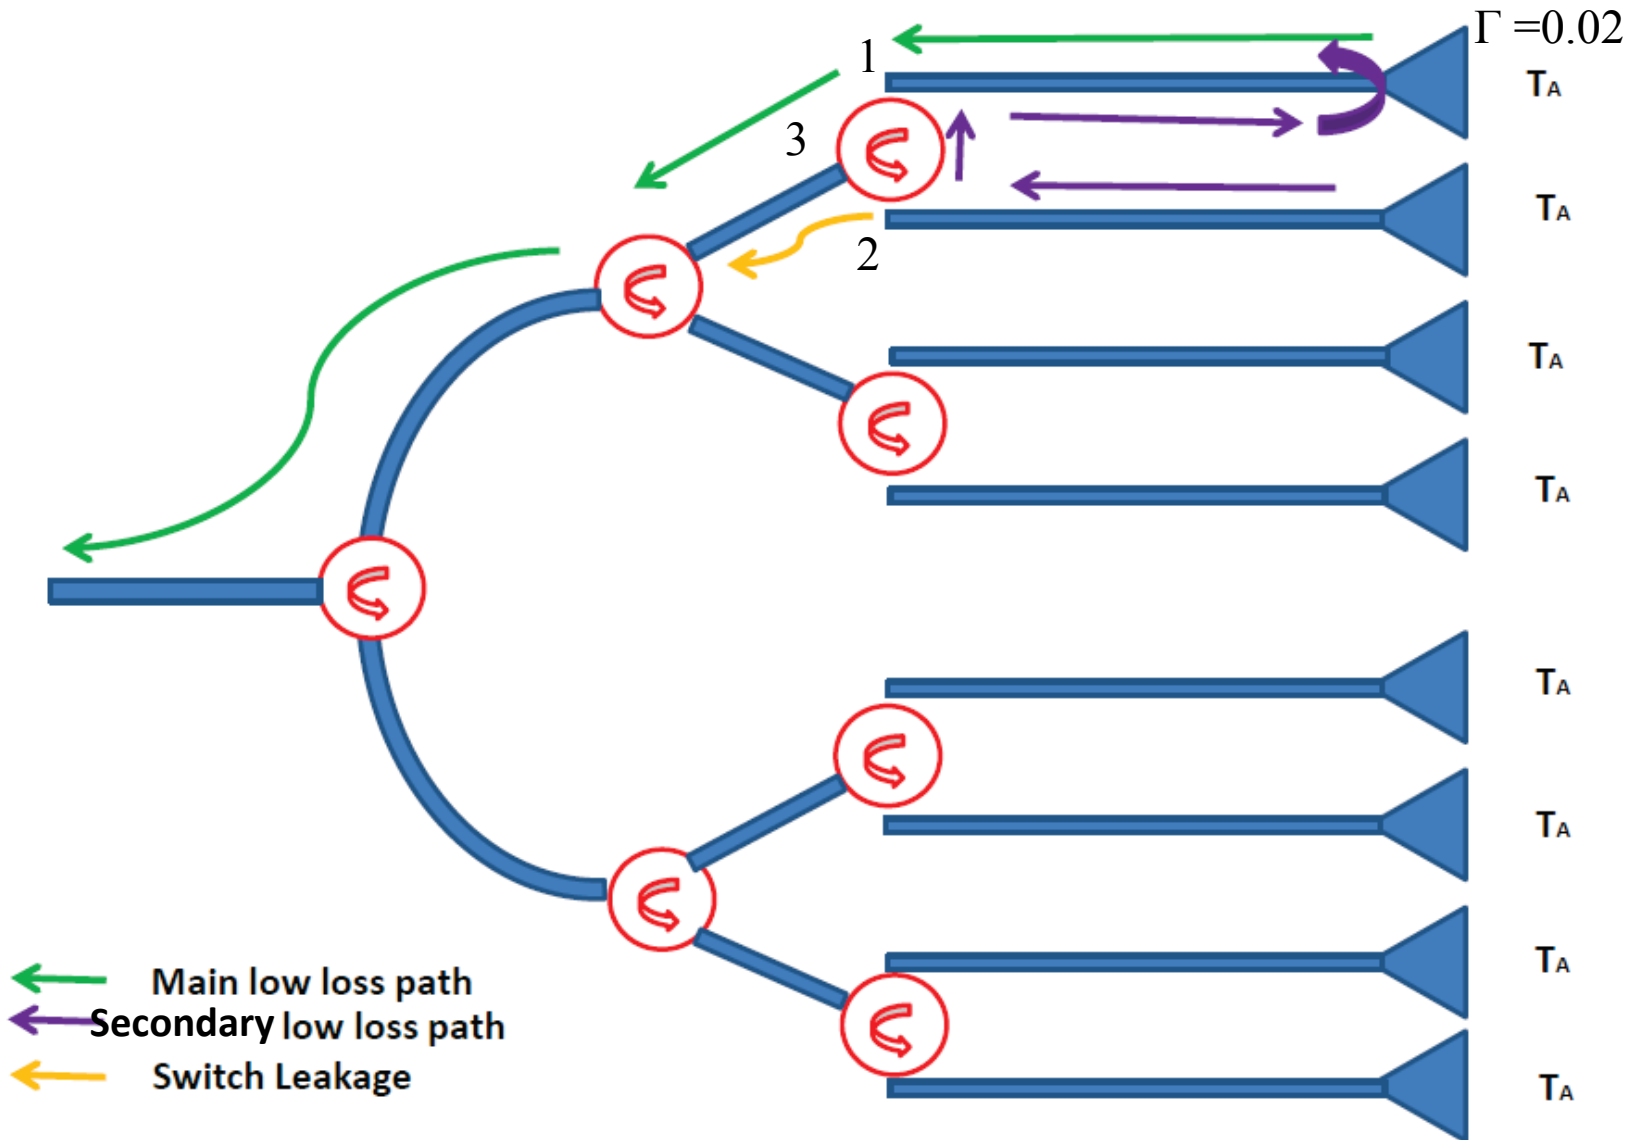 Γ =0.02
1
TA
3
TA
2
TA
TA
TA
TA
TA
TA
Main low loss path
Secondary low loss path
Switch Leakage